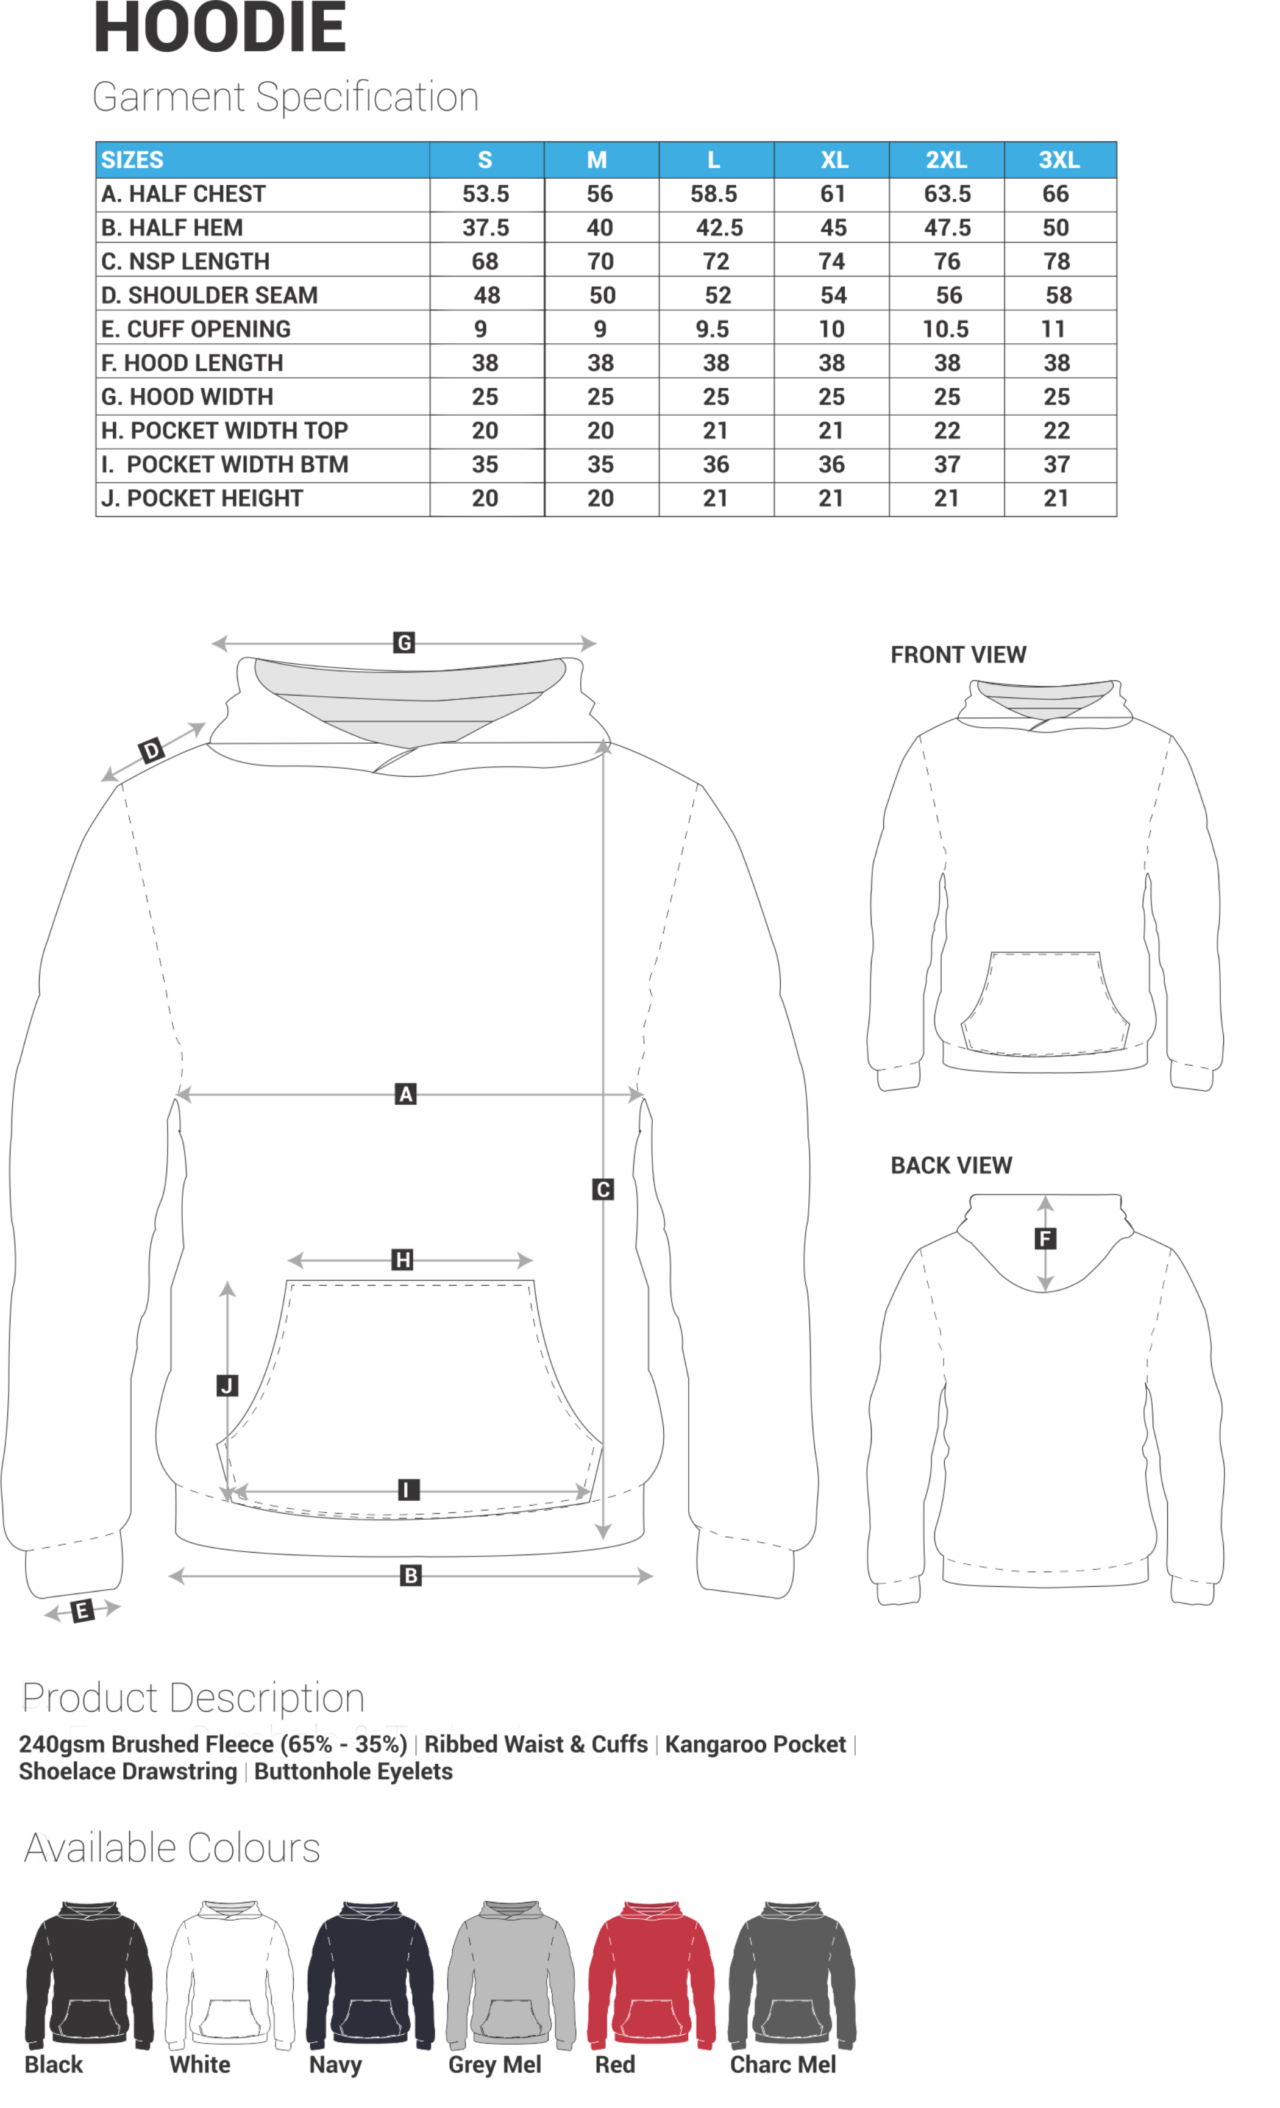 HOODIE
Garment Specification
SIZES S M L XL 2XL 3XL
A. HALF CHEST 53.5 56 58.5 61 63.5 66
B. HALF HEM 37.5 40 42.5 45 47.5 50
C. NSP LENGTH 68 70 72 74 76 78
D. SHOULDER SEAM 48 50 52 54 56 58
E. CUFF OPENING 9 9 9.5 10 10.5 11
F. HOOD LENGTH 38 38 38 38 38 38
G. HOOD WIDTH 25 25 25 25 25 25
H. POCKET WIDTH TOP 20 20 21 21 22 22
I. POCKET WIDTH BTM 35 35 36 36 37 37
J. POCKET HEIGHT 20 20 21 21 21 21
G
FRONT VIEW
D
A
BACK VIEW
C
F
H
J
I
B
E
Product Description
240gsm Brushed Fleece (65% - 35%) | Ribbed Waist & Cuffs | Kangaroo Pocket |
Shoelace Drawstring | Buttonhole Eyelets
Available Colours
Black White Navy Grey Mel Red Charc Mel